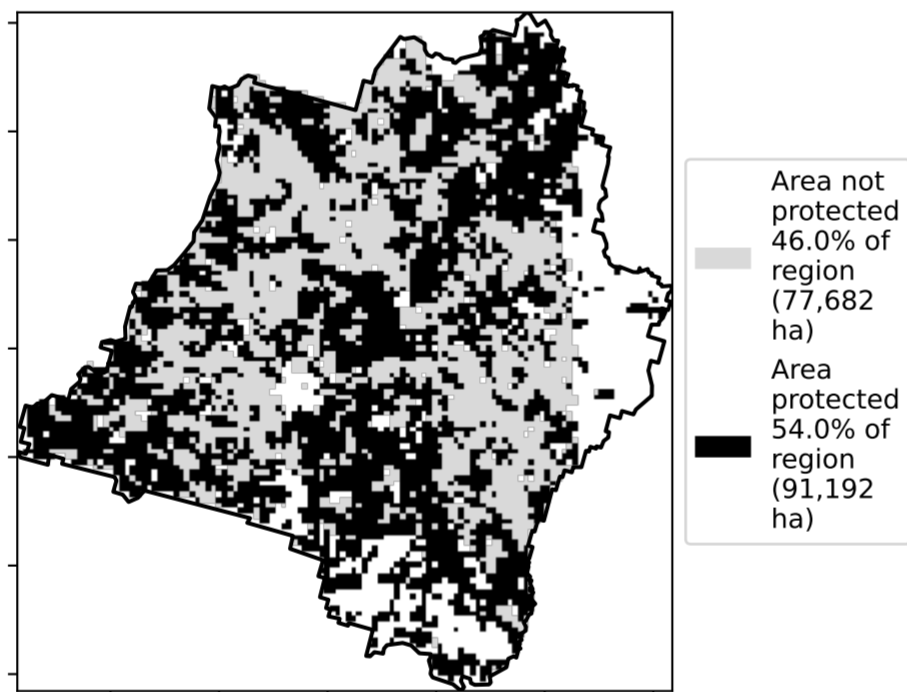 Area not
protected
46.0% of
region
(77,682
ha)
Area
protected
54.0% of
region
(91,192
ha)